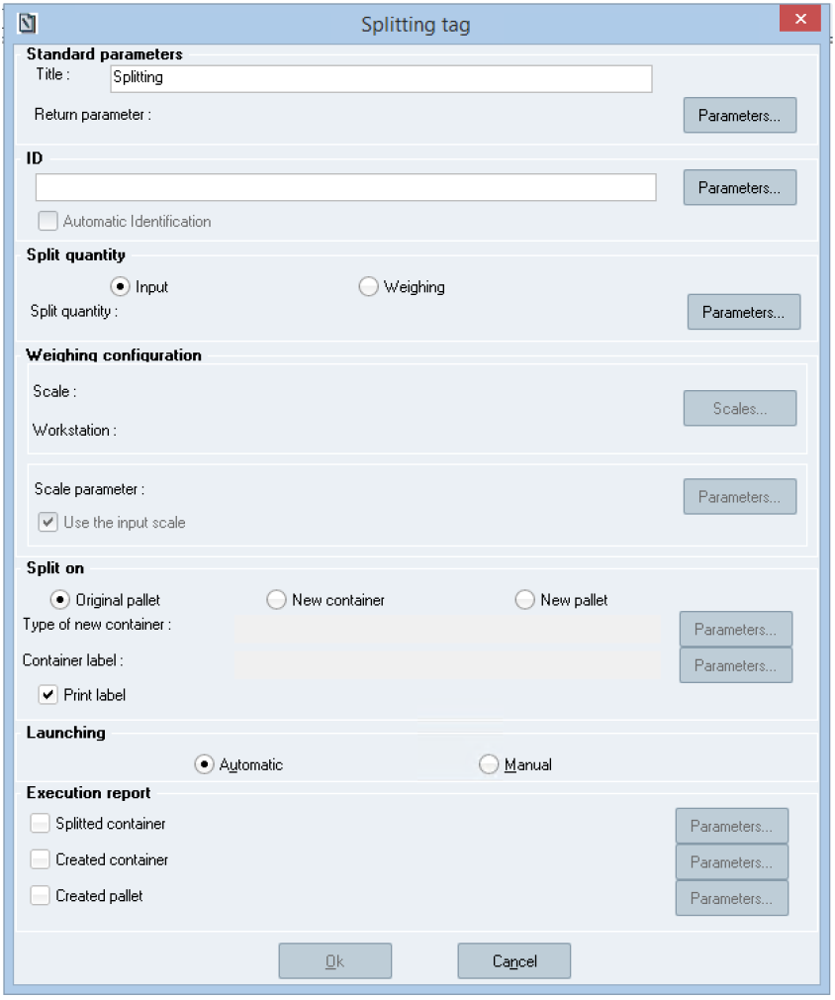 Splitting tag
Standard parameters
Title : Splitting
Return parameter : Parameters...
ID
Parameters...
Automatic Identification
Split quantity
Input Weighing
Split quantity : Parameters...
Weighing configuration
Scale :
Scales...
Workstation :
Scale parameter : Parameters...
Use the input scale
Split on
Original pallet New container New pallet
Type of new container : Parameters...
Container label : Parameters...
Print label
Launching
Automatic Manual
Execution report
Splitted container Parameters...
Created container Parameters...
Created pallet Parameters...
Ok Cancel